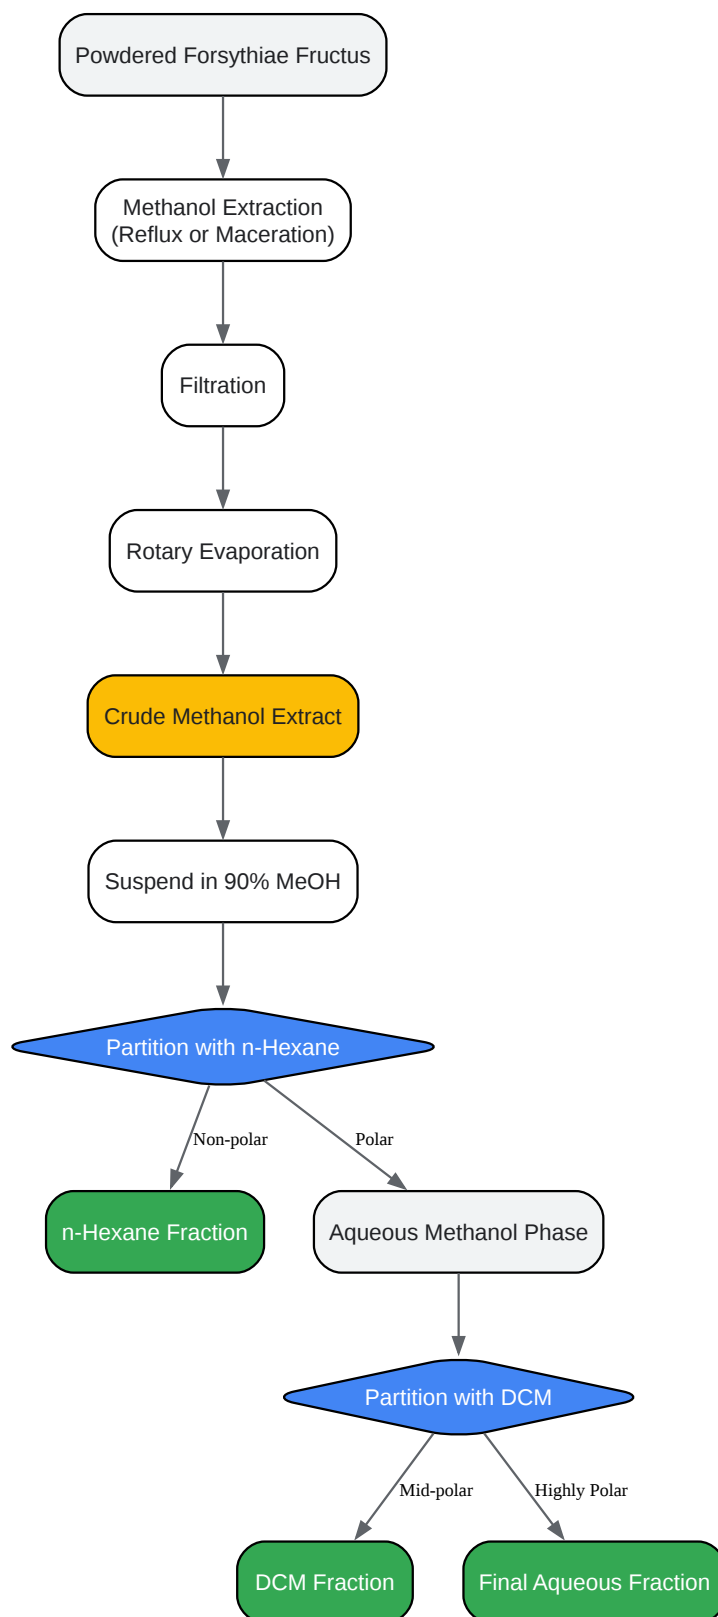 Powdered Forsythiae Fructus
Methanol Extraction
(Reflux or Maceration)
Filtration
Rotary Evaporation
Crude Methanol Extract
Suspend in 90% MeOH
Partition with n-Hexane
Non-polar
Polar
n-Hexane Fraction
Aqueous Methanol Phase
Partition with DCM
Mid-polar
Highly Polar
DCM Fraction
Final Aqueous Fraction